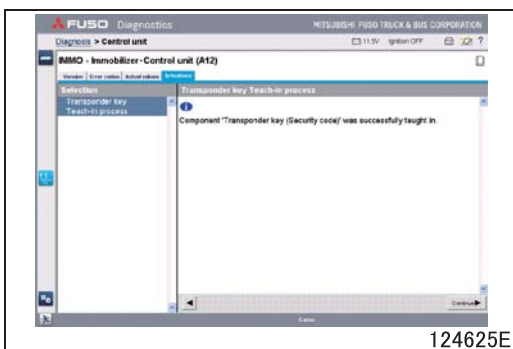 FUSO Diagnostics MITSUBISHI FUSO TRUCK & BUS CORPORATION
Diagnosis > Control unit 11.5V Ignition OFF ?
IMMO - Immobilizer-Control unit (A12)
Version Error codes Actual values Actuations
Selection Transponder key Teach-in process
Transponder key
Teach-in process
Component 'Transponder key (Security code)' was successfully taught in.
Continue
124625E